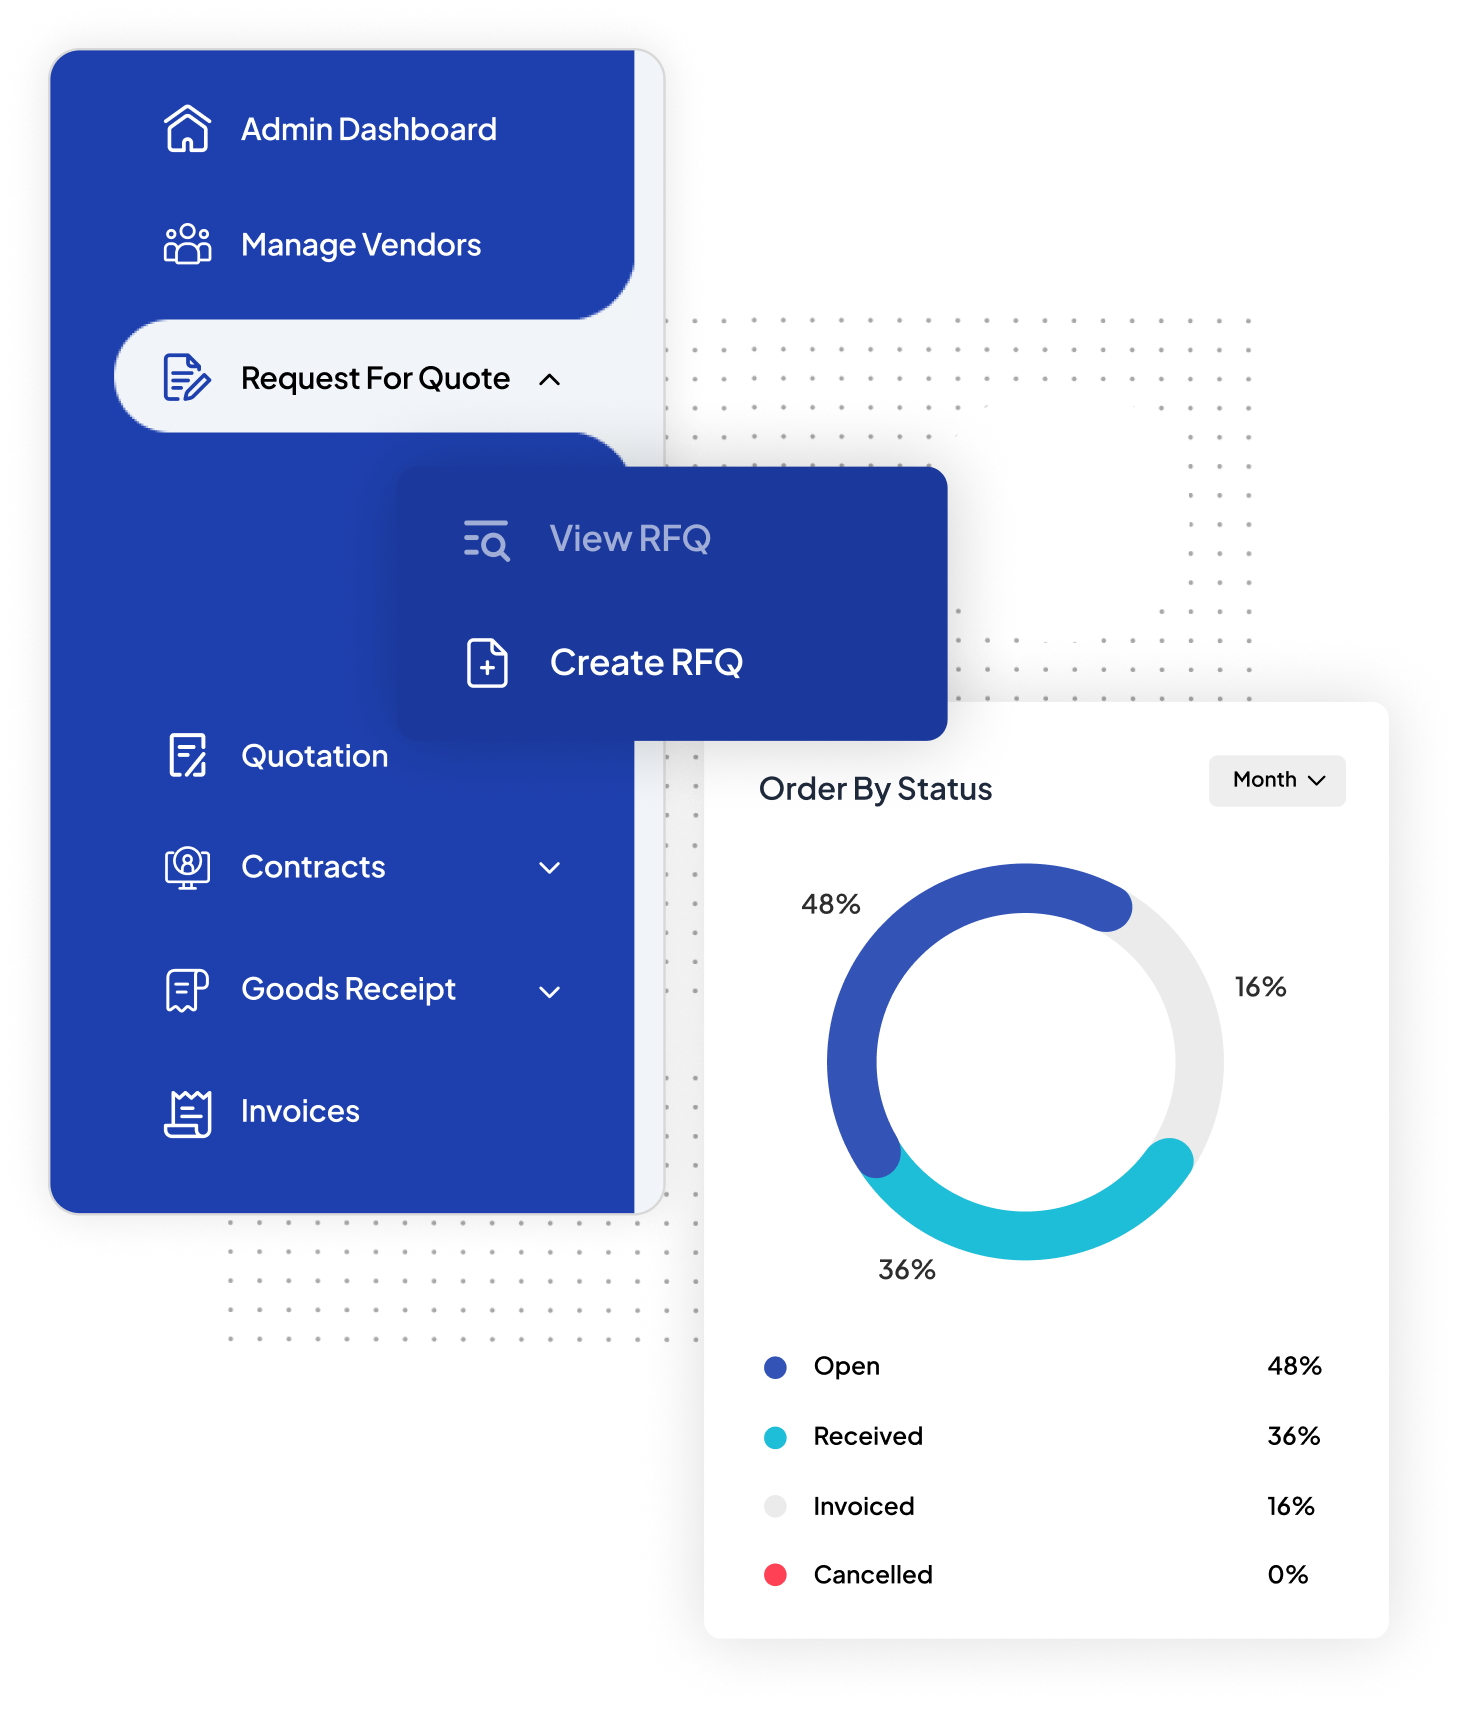 Admin Dashboard
Manage Vendors
Request For Quote
View RFQ
Create RFQ
Quotation
Contracts
Goods Receipt
Invoices
Order By Status
Month
48%
16%
36%
Open 48%
Received 36%
Invoiced 16%
Cancelled 0%